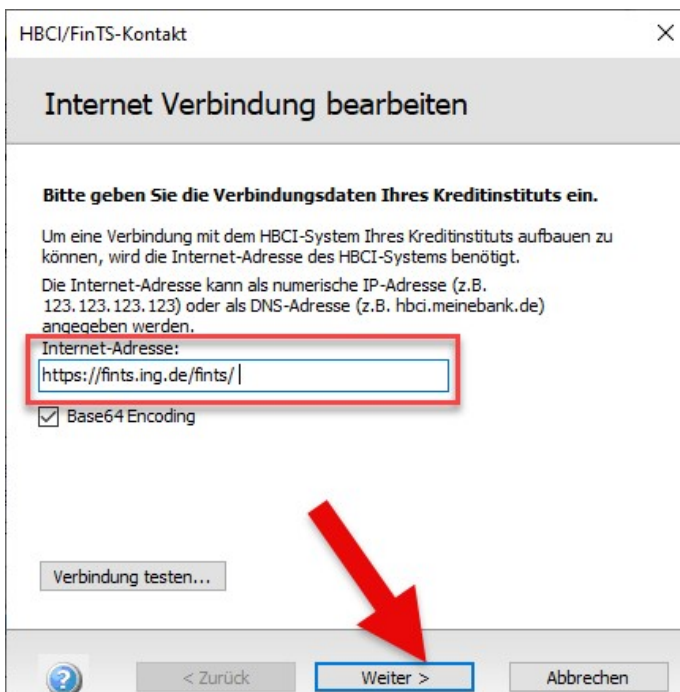 HBCI/FinTS-Kontakt
Internet Verbindung bearbeiten
Bitte geben Sie die Verbindungsdaten Ihres Kreditinstituts ein.
Um eine Verbindung mit dem HBCI-System Ihres Kreditinstituts aufbauen zu
können, wird die Internet-Adresse des HBCI-Systems benötigt.
Die Internet-Adresse kann als numerische IP-Adresse (z.B.
123.123.123.123) oder als DNS-Adresse (z.B. hbci.meinebank.de)
angegeben werden.
Internet-Adresse:
https://fints.ing.de/fints/
Base64 Encoding
Verbindung testen...
< Zurück
Weiter >
Abbrechen